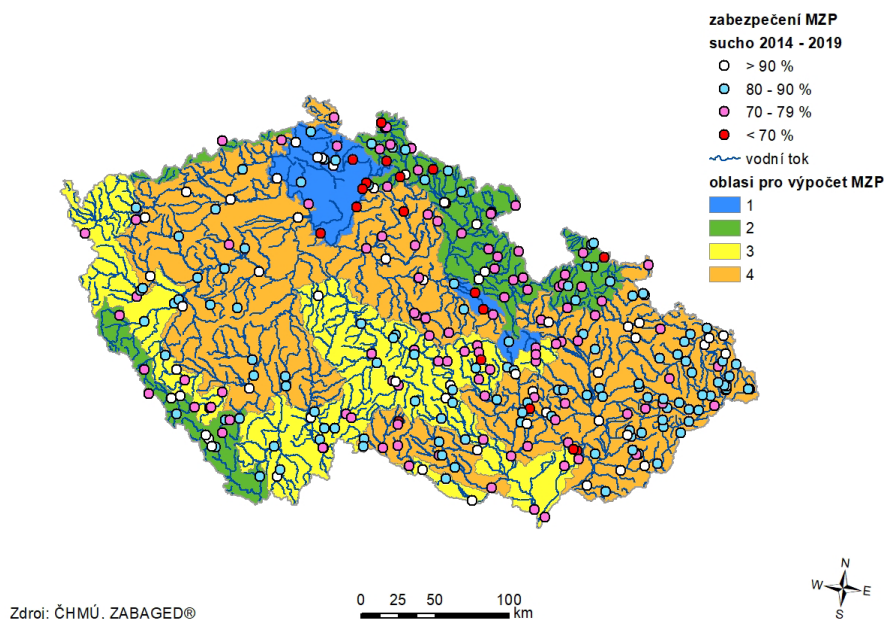 zabezpečení MZP
sucho 2014 - 2019
> 90 %
80 - 90 %
70 - 79 %
< 70 %
vodní tok
oblasi pro výpočet MZP
1
2
3
4
N
W
E
S
0 25 50 100
km
Zdroj: ČHMÚ. ZABAGED®